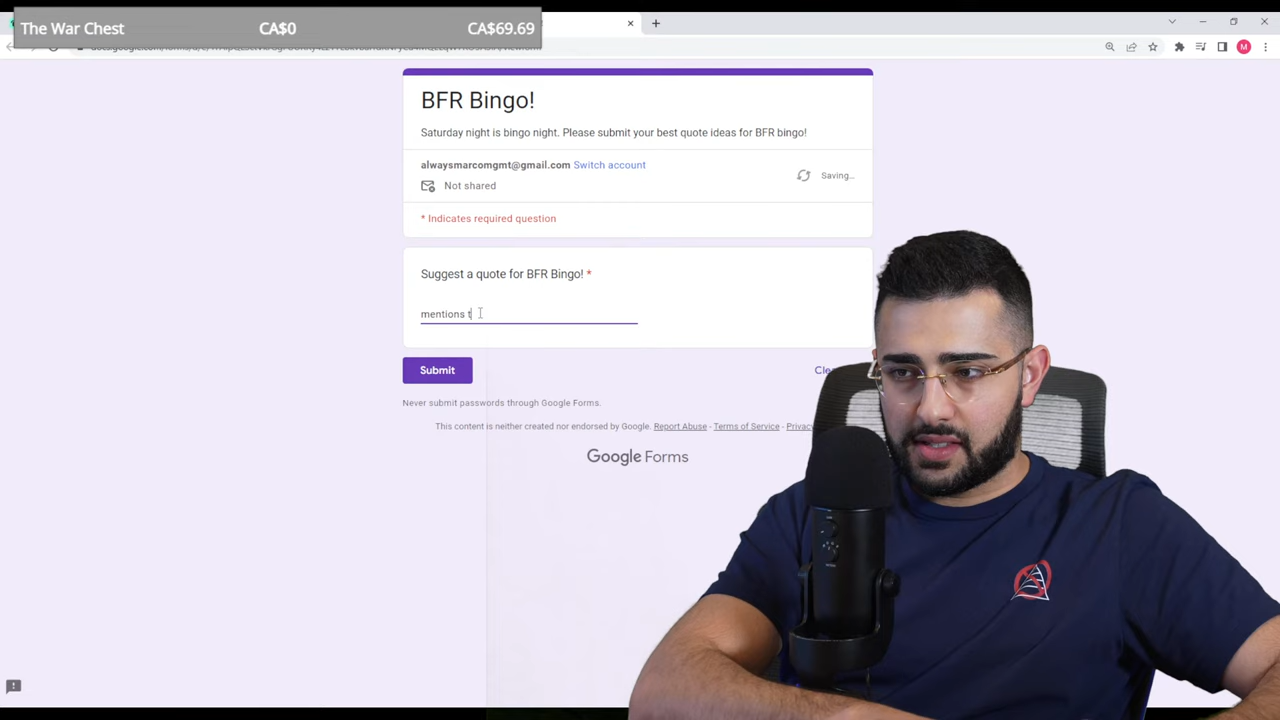 The War Chest CA$0 CA$69.69
BFR Bingo!
Saturday night is bingo night. Please submit your best quote ideas for BFR bingo!
alwaysmarcomgmt@gmail.com Switch account
Saving...
Not shared
* Indicates required question
Suggest a quote for BFR Bingo! *
mentions t
Submit
Never submit passwords through Google Forms.
This content is neither created nor endorsed by Google. Report Abuse - Terms of Service - Privacy
Google Forms
M